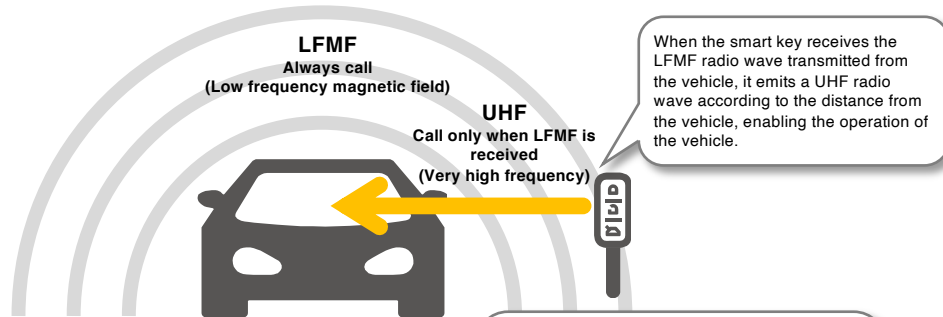 LFMF
Always call
(Low frequency magnetic field)
UHF
Call only when LFMF is
received
(Very high frequency)
When the smart key receives the
LFMF radio wave transmitted from
the vehicle, it emits a UHF radio
wave according to the distance from
the vehicle, enabling the operation of
the vehicle.